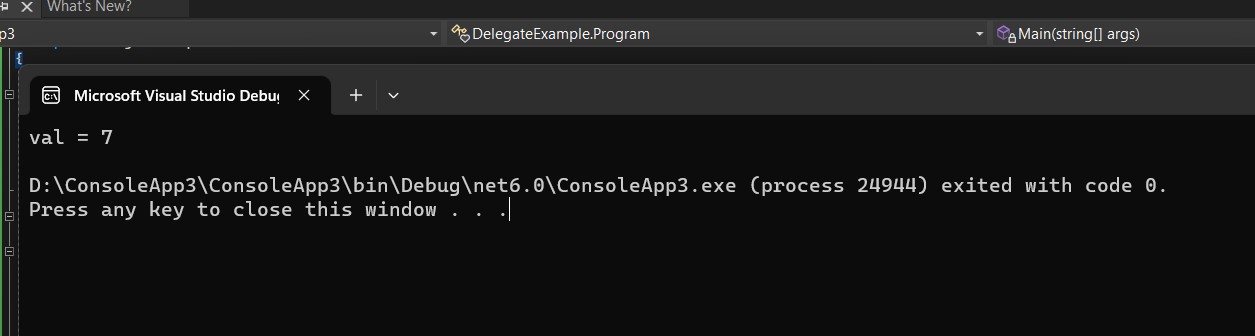 What's New?
p3
DelegateExample.Program
Main(string[] args)
{
Microsoft Visual Studio Debu
val = 7
D:\ConsoleApp3\ConsoleApp3\bin\Debug\net6.0\ConsoleApp3.exe (process 24944) exited with code 0.
Press any key to close this window . . .